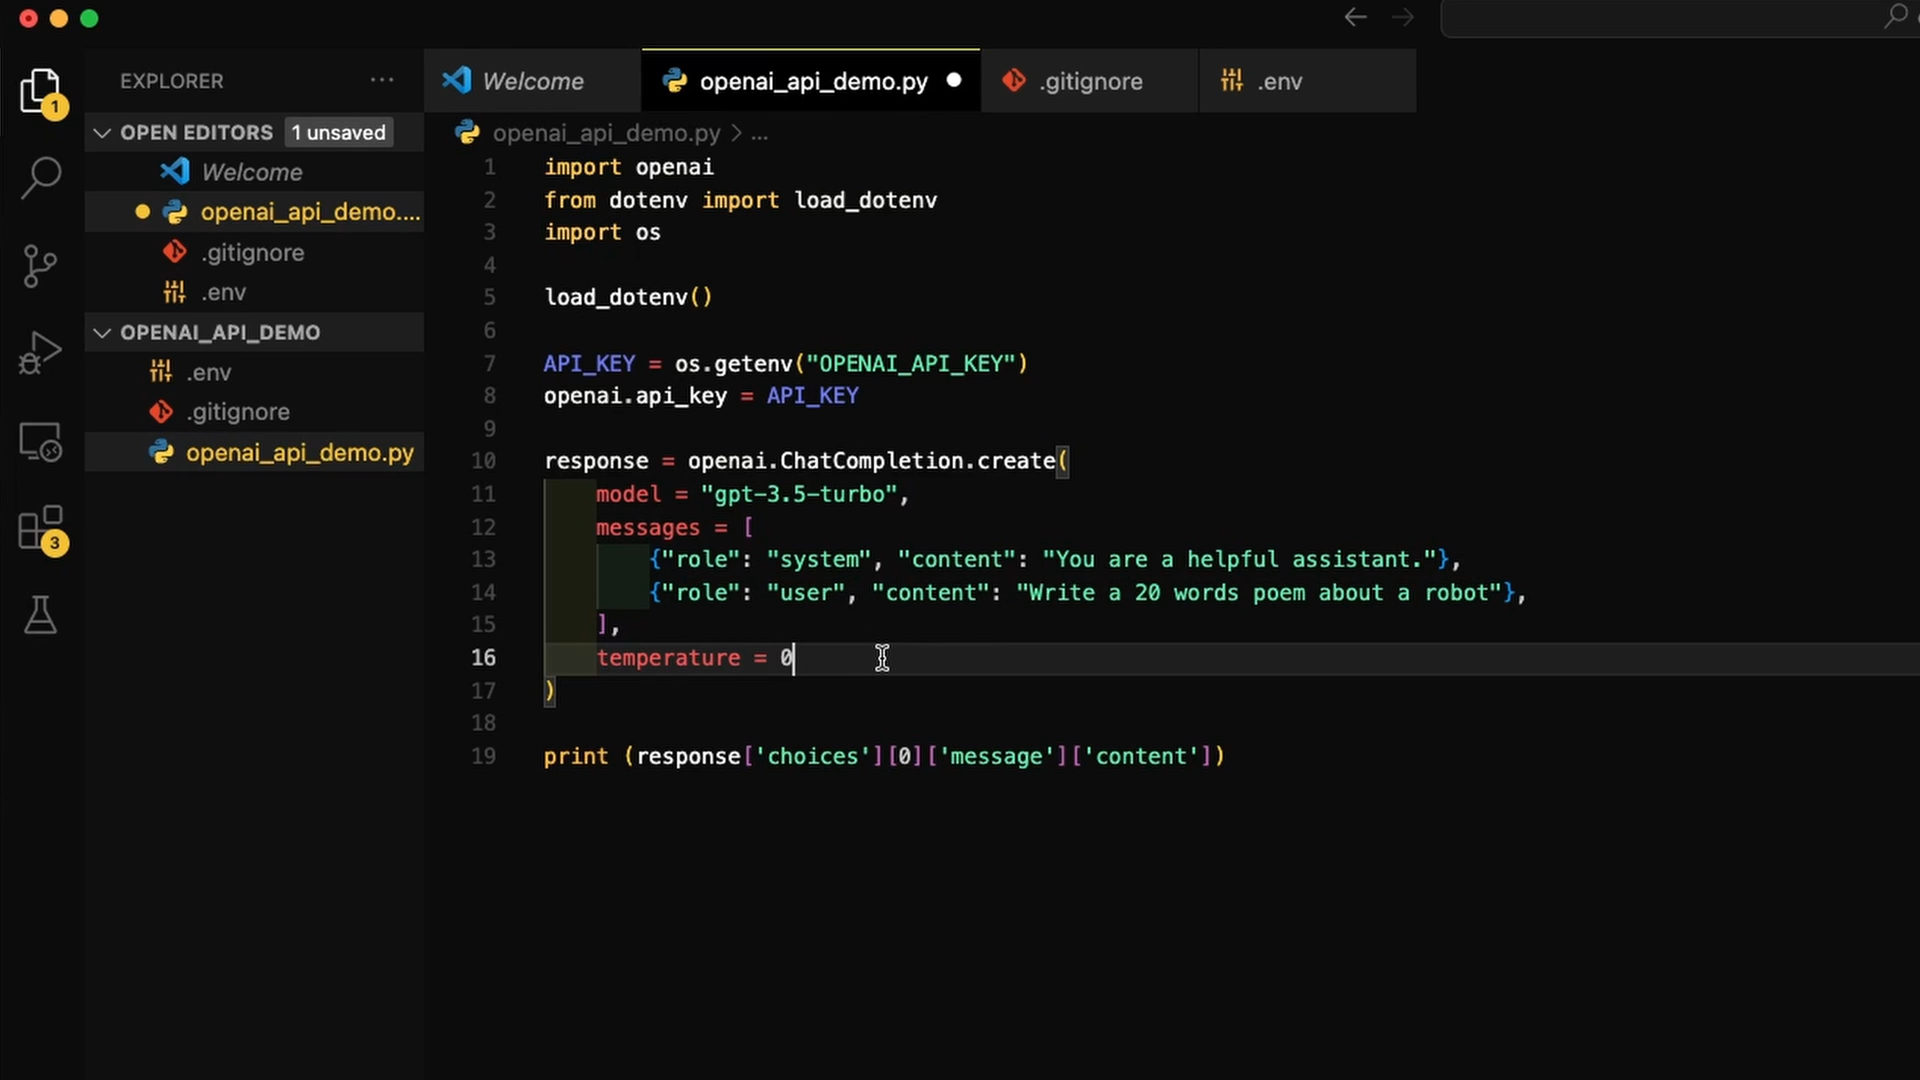 EXPLORER ...
OPEN EDITORS 1 unsaved
Welcome
openai_api_demo....
.gitignore
.env
OPENAI_API_DEMO
.env
.gitignore
openai_api_demo.py
1
3
Welcome openai_api_demo.py .gitignore .env
openai_api_demo.py > ...
1 import openai
2 from dotenv import load_dotenv
3 import os
4
5 load_dotenv()
6
7 API_KEY = os.getenv("OPENAI_API_KEY")
8 openai.api_key = API_KEY
9
10 response = openai.ChatCompletion.create(
11     model = "gpt-3.5-turbo",
12     messages = [
13         {"role": "system", "content": "You are a helpful assistant."},
14         {"role": "user", "content": "Write a 20 words poem about a robot"},
15     ],
16     temperature = 0
17 )
18
19 print (response['choices'][0]['message']['content'])